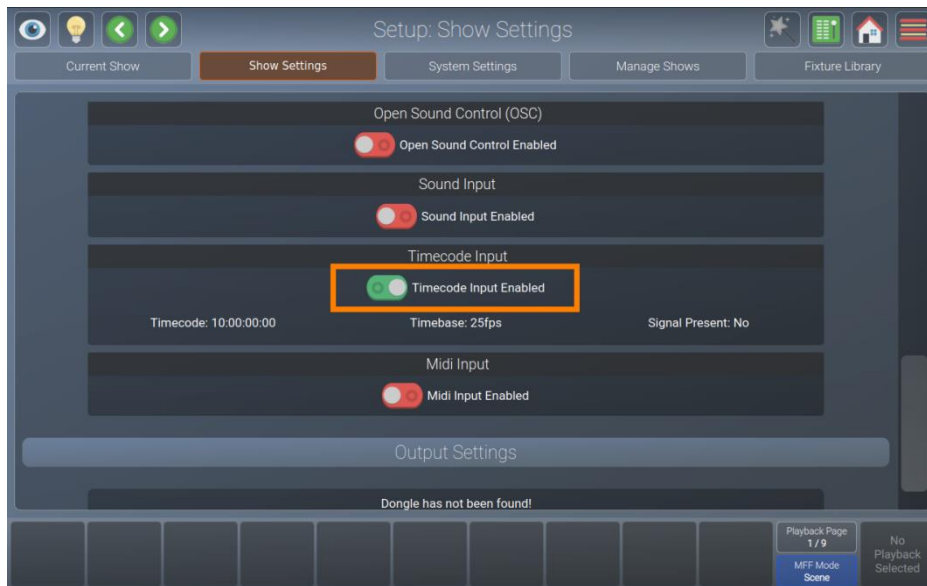 Setup: Show Settings
Current Show
Show Settings
System Settings
Manage Shows
Fixture Library
Open Sound Control (OSC)
Open Sound Control Enabled
Sound Input
Sound Input Enabled
Timecode Input
Timecode Input Enabled
Timecode: 10:00:00:00
Timebase: 25fps
Signal Present: No
Midi Input
Midi Input Enabled
Output Settings
Dongle has not been found!
Playback Page
1 / 9
MFF Mode
Scene
No
Playback
Selected